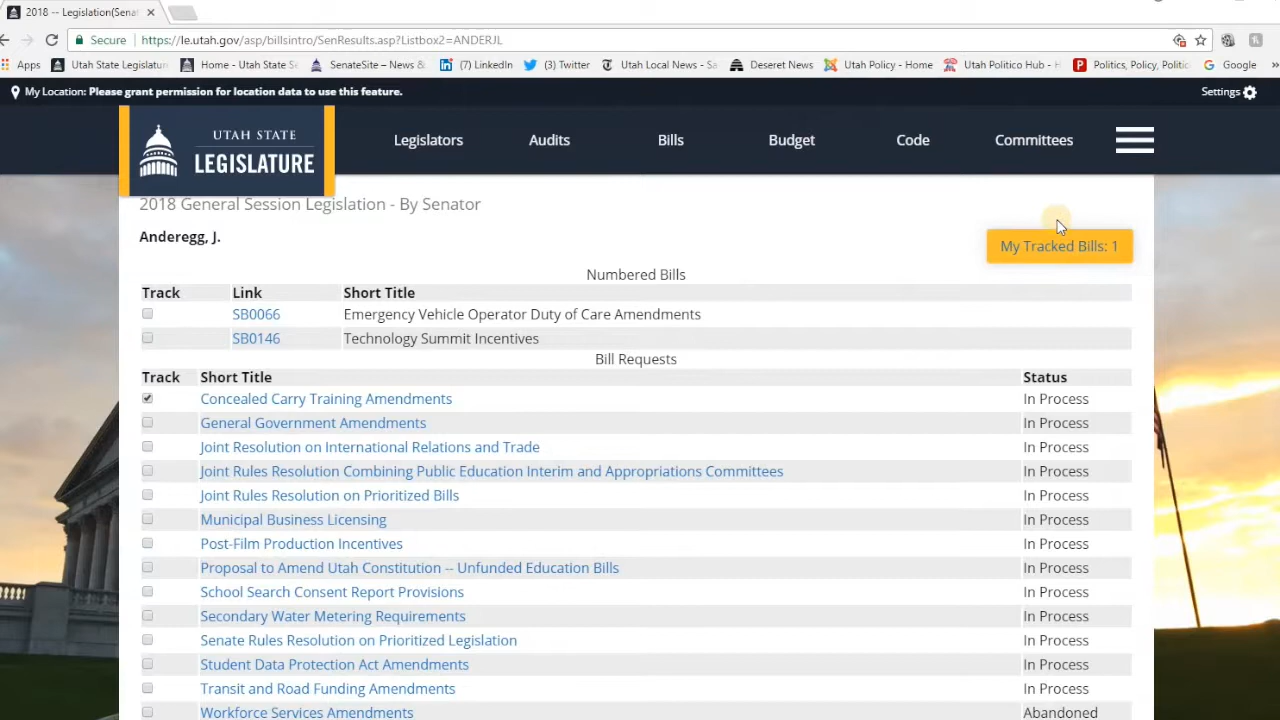 2018 -- Legislation(Sena
Secure https://le.utah.gov/asp/billsintro/SenResults.asp?Listbox2=ANDERJL
Apps Utah State Legislatur Home - Utah State Se SenateSite – News & (7) LinkedIn (3) Twitter Utah Local News - Sa Deseret News Utah Policy - Home Utah Politico Hub - H Politics, Policy, Politic Google
My Location: Please grant permission for location data to use this feature. Settings
UTAH STATE LEGISLATURE Legislators Audits Bills Budget Code Committees
2018 General Session Legislation - By Senator
Anderegg, J.
My Tracked Bills: 1
Numbered Bills
Track Link Short Title
SB0066 Emergency Vehicle Operator Duty of Care Amendments
SB0146 Technology Summit Incentives
Bill Requests
Track Short Title Status
Concealed Carry Training Amendments In Process
General Government Amendments In Process
Joint Resolution on International Relations and Trade In Process
Joint Rules Resolution Combining Public Education Interim and Appropriations Committees In Process
Joint Rules Resolution on Prioritized Bills In Process
Municipal Business Licensing In Process
Post-Film Production Incentives In Process
Proposal to Amend Utah Constitution -- Unfunded Education Bills In Process
School Search Consent Report Provisions In Process
Secondary Water Metering Requirements In Process
Senate Rules Resolution on Prioritized Legislation In Process
Student Data Protection Act Amendments In Process
Transit and Road Funding Amendments In Process
Workforce Services Amendments Abandoned